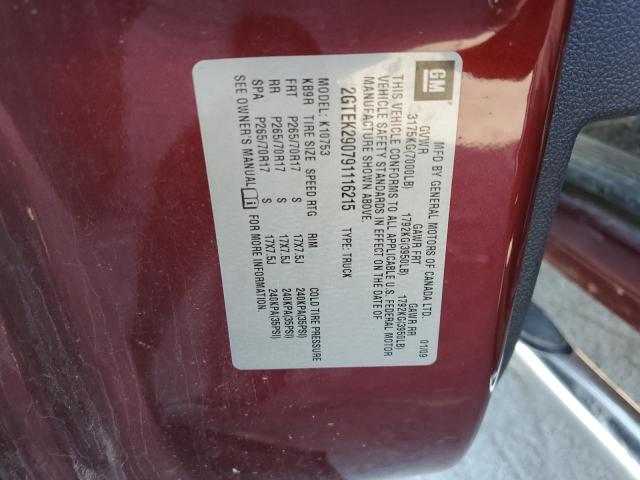 GM
MFD BY GENERAL MOTORS OF CANADA LTD.
01/09
GVWR GAWR FRT GAWR RR
3175KG(7000LB) 1792KG(3950LB) 1792KG(3950LB)
THIS VEHICLE CONFORMS TO ALL APPLICABLE U.S. FEDERAL MOTOR
VEHICLE SAFETY STANDARDS IN EFFECT ON THE DATE OF
MANUFACTURE SHOWN ABOVE.
2GTEK290791116215 TYPE: TRUCK
MODEL: K10753
KB9R TIRE SIZE SPEED RTG RIM COLD TIRE PRESSURE
FRT P265/70R17 S 17X7.5J 240KPA(35PSI)
RR P265/70R17 S 17X7.5J 240KPA(35PSI)
SPA P265/70R17 S 17X7.5J 240KPA(35PSI)
SEE OWNER'S MANUAL i FOR MORE INFORMATION.